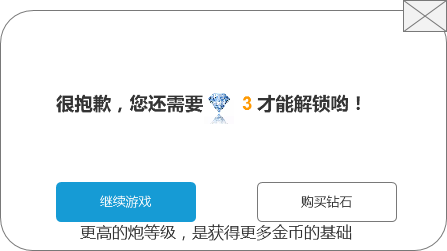 很抱歉，您还需要 3 才能解锁哟！
继续游戏 购买钻石
更高的炮等级，是获得更多金币的基础